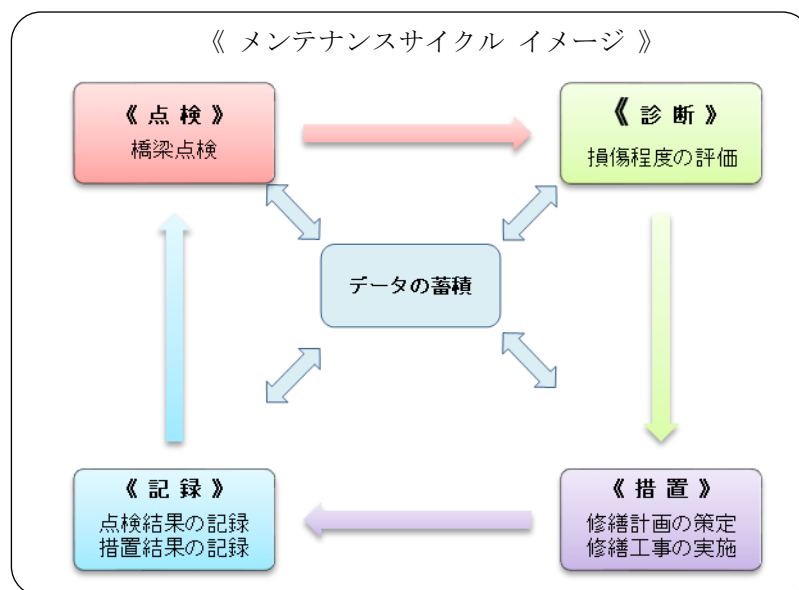 《 メンテナンスサイクル イメージ 》
《 点 検 》
橋梁点検
《 診 断 》
損傷程度の評価
データの蓄積
《 記 録 》
点検結果の記録
措置結果の記録
《 措 置 》
修繕計画の策定
修繕工事の実施